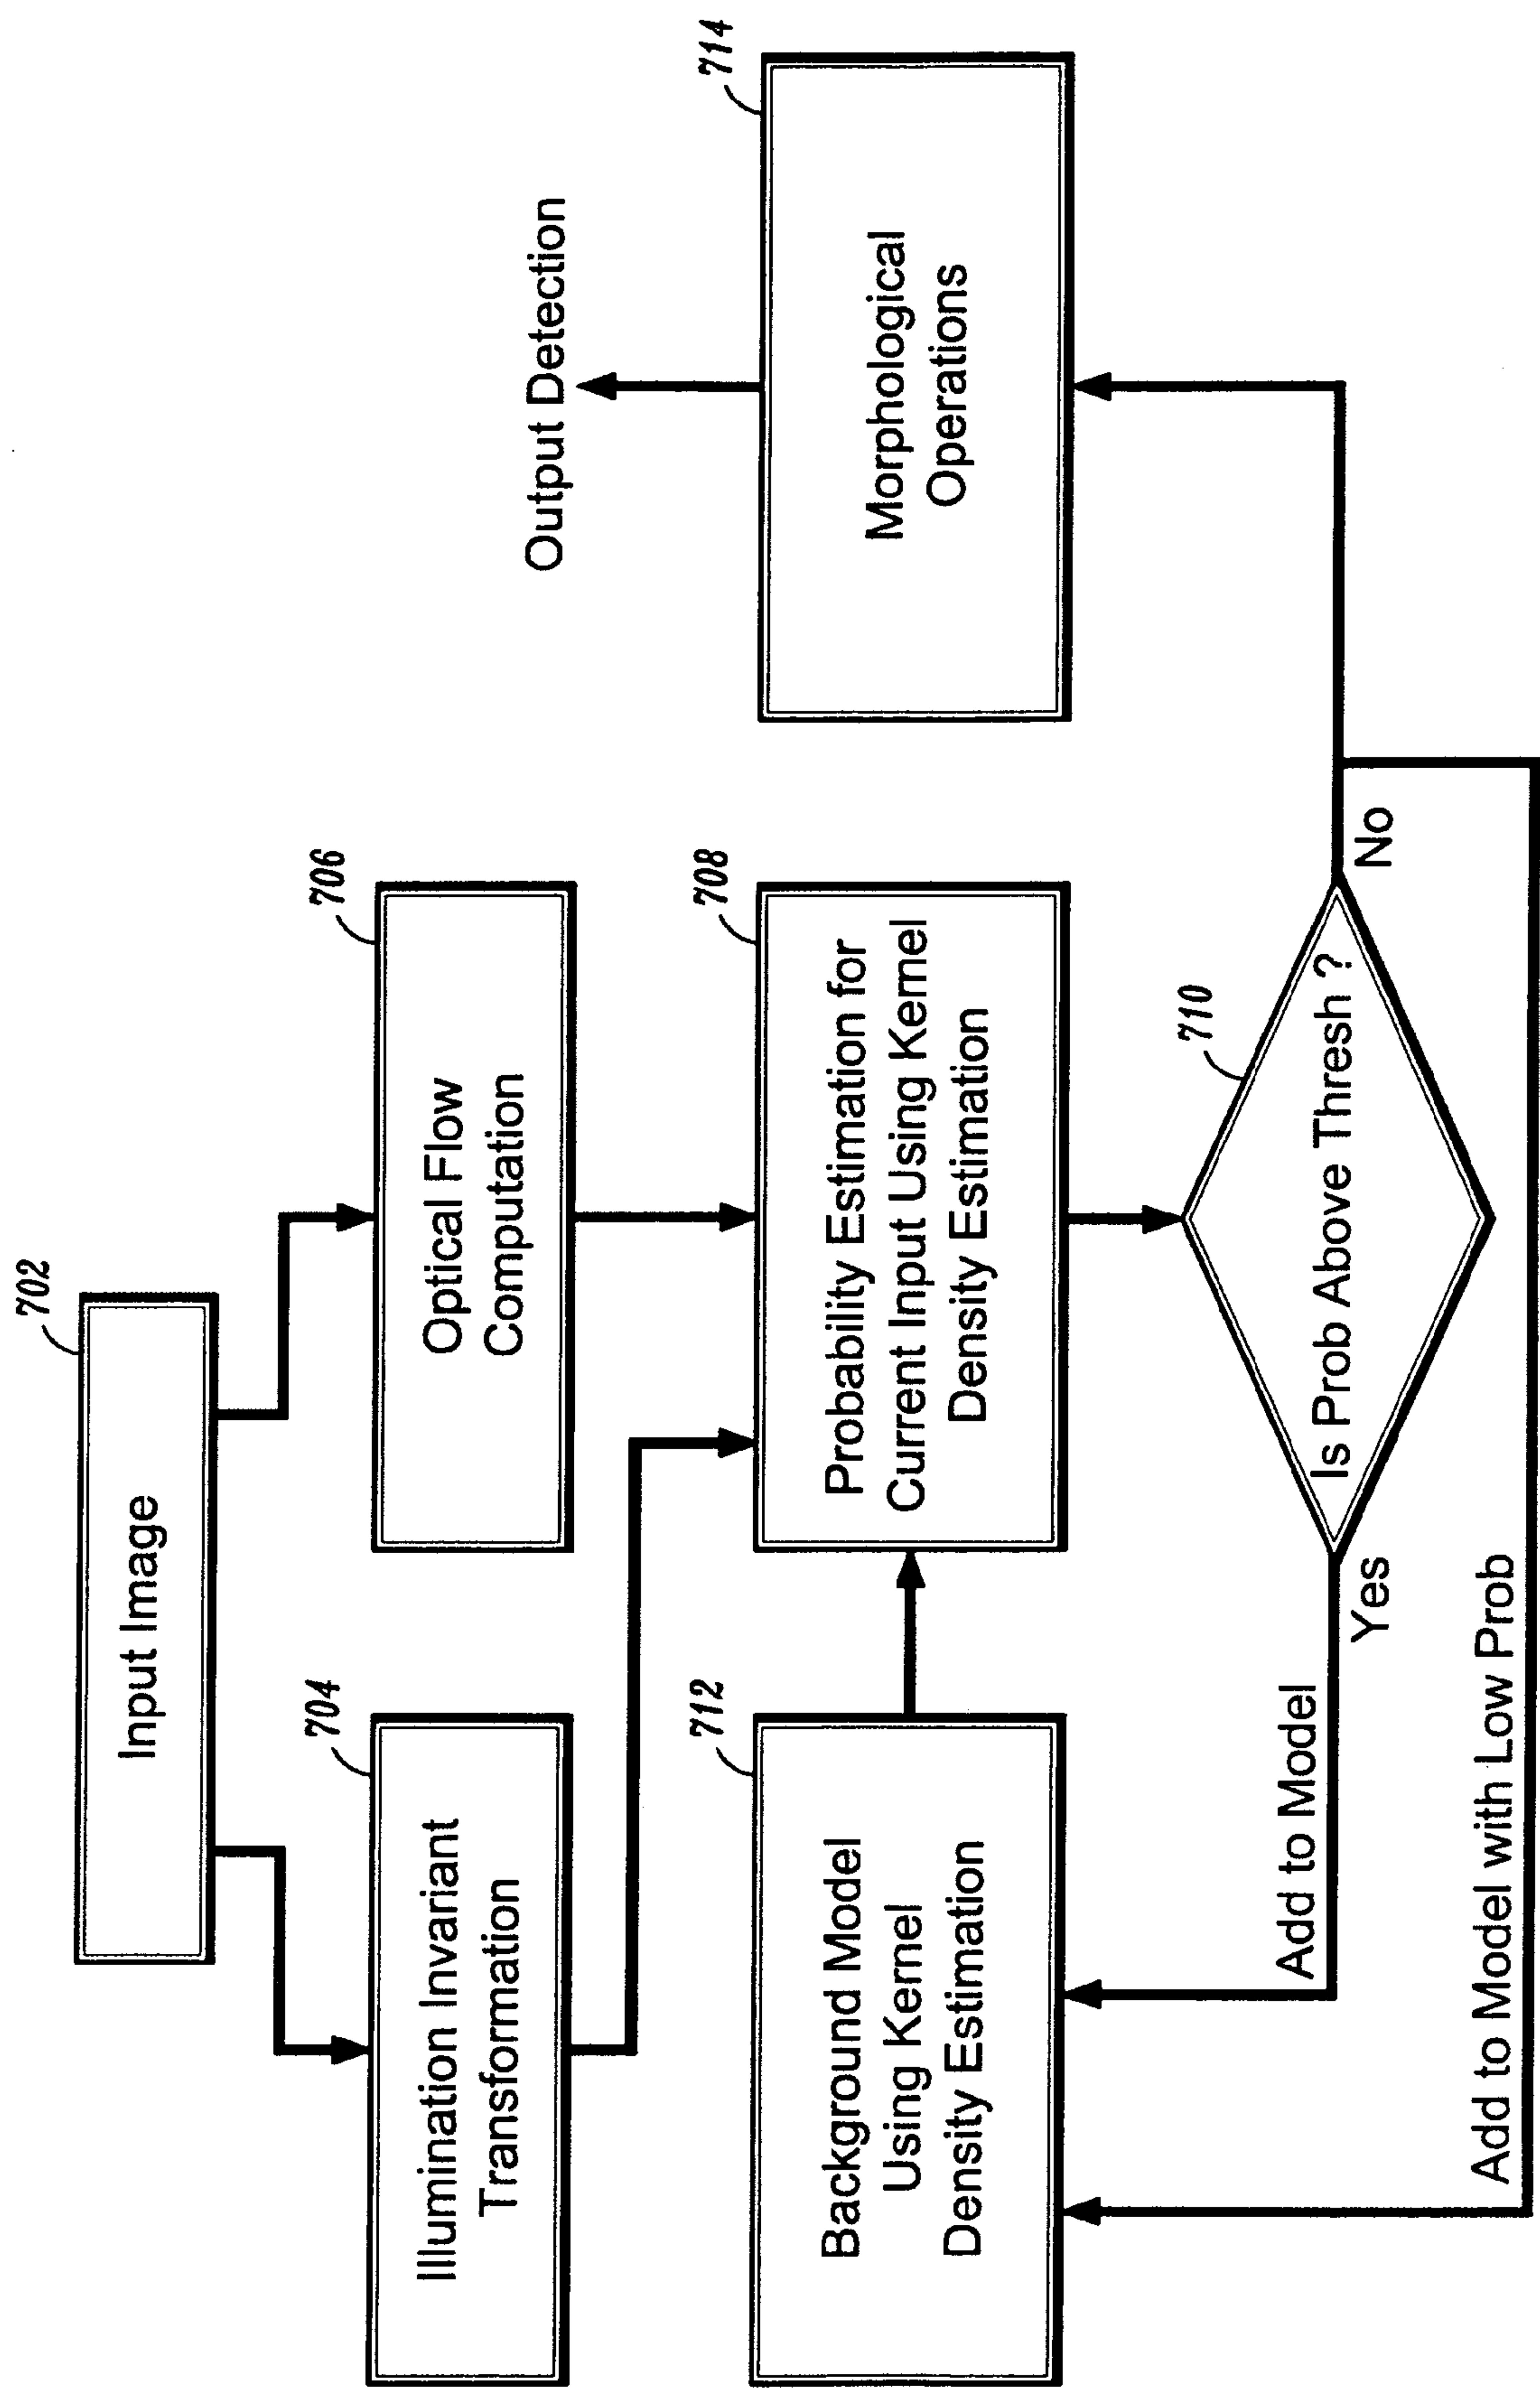 702
Input Image
704
Illumination Invariant
Transformation
706
Optical Flow
Computation
Output Detection
712
Background Model
Using Kernel
Density Estimation
708
Probability Estimation for
Current Input Using Kernel
Density Estimation
714
Morphological
Operations
710
Is Prob Above Thresh ?
Add to Model
Yes
No
Add to Model with Low Prob